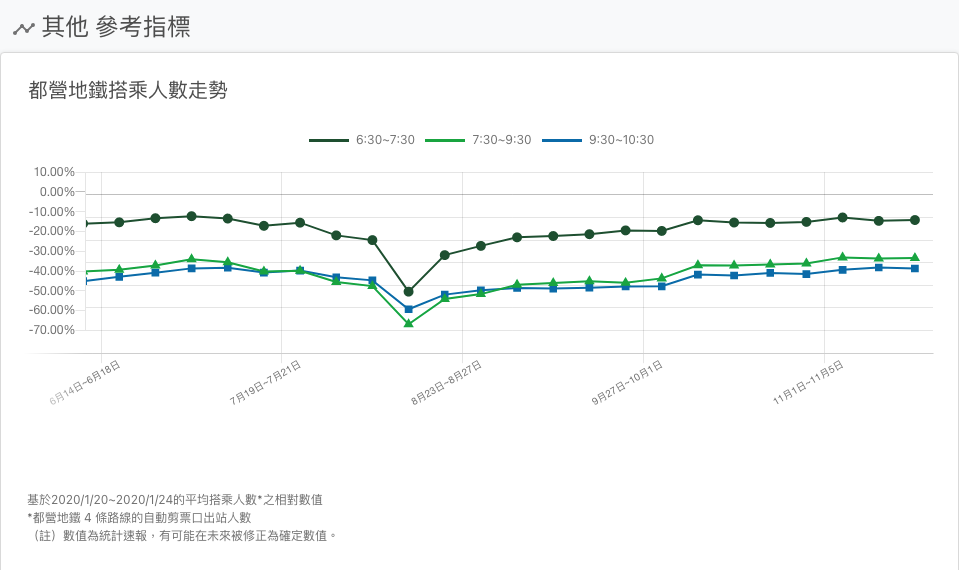 其他 參考指標
都營地鐵搭乘人數走勢
6:30~7:30 7:30~9:30 9:30~10:30
10.00%
0.00%
-10.00%
-20.00%
-30.00%
-40.00%
-50.00%
-60.00%
-70.00%
6月14日~6月18日 7月19日~7月21日 8月23日~8月27日 9月27日~10月1日 11月1日~11月5日
基於2020/1/20~2020/1/24的平均搭乘人數*之相對數值
*都營地鐵 4 條路線的自動剪票口出站人數
（註）數值為統計速報，有可能在未來被修正為確定數值。